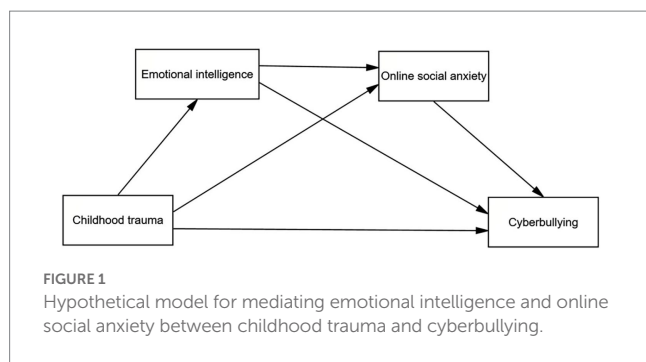 Emotional intelligence
Online social anxiety
Childhood trauma
Cyberbullying
FIGURE 1
Hypothetical model for mediating emotional intelligence and online
social anxiety between childhood trauma and cyberbullying.